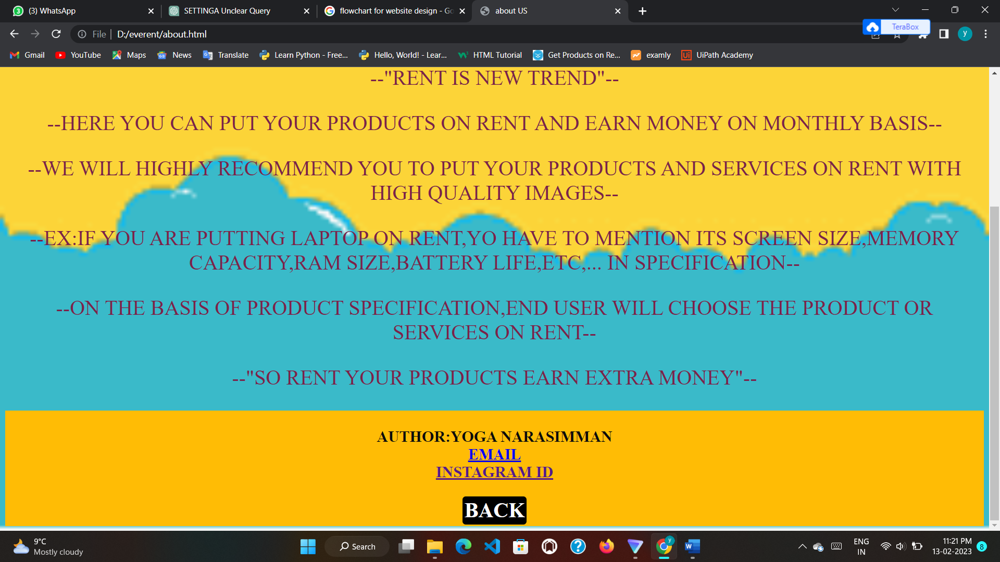 (3) WhatsApp
SETTINGA Unclear Query
flowchart for website design - Go
about US
TeraBox
File
D:/everent/about.html
y
Gmail
YouTube
Maps
News
Translate
Learn Python - Free...
Hello, World! - Lear...
HTML Tutorial
Get Products on Re...
examly
UiPath Academy
--"RENT IS NEW TREND"--
--HERE YOU CAN PUT YOUR PRODUCTS ON RENT AND EARN MONEY ON MONTHLY BASIS--
--WE WILL HIGHLY RECOMMEND YOU TO PUT YOUR PRODUCTS AND SERVICES ON RENT WITH
HIGH QUALITY IMAGES--
--EX:IF YOU ARE PUTTING LAPTOP ON RENT,YO HAVE TO MENTION ITS SCREEN SIZE,MEMORY
CAPACITY,RAM SIZE,BATTERY LIFE,ETC,... IN SPECIFICATION--
--ON THE BASIS OF PRODUCT SPECIFICATION,END USER WILL CHOOSE THE PRODUCT OR
SERVICES ON RENT--
--"SO RENT YOUR PRODUCTS EARN EXTRA MONEY"--
AUTHOR:YOGA NARASIMMAN
EMAIL
INSTAGRAM ID
BACK
9°C
Mostly cloudy
Search
ENG
IN
11:21 PM
13-02-2023
8